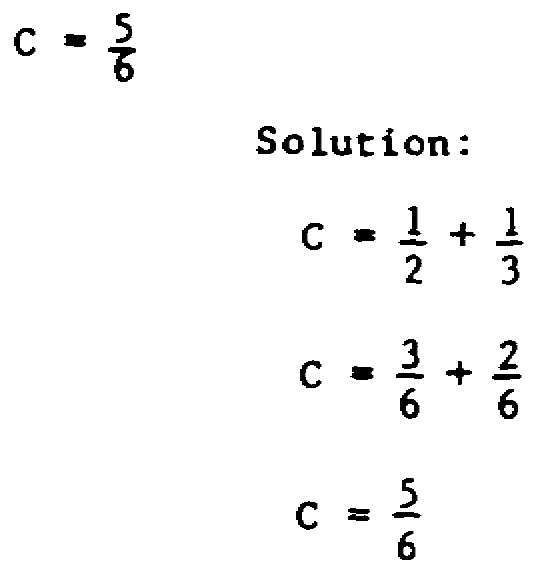 C = 5/6
Solution:
C = 1/2 + 1/3
C = 3/6 + 2/6
C = 5/6